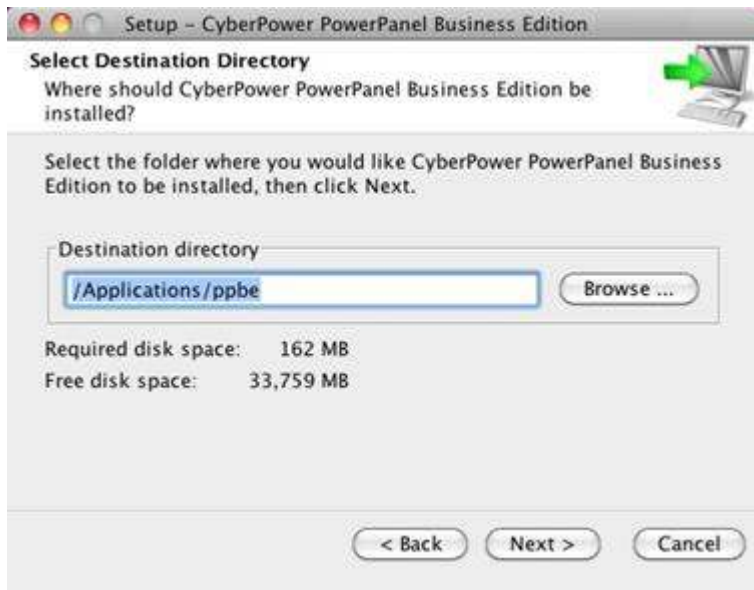 Setup – CyberPower PowerPanel Business Edition
Select Destination Directory
Where should CyberPower PowerPanel Business Edition be
installed?
Select the folder where you would like CyberPower PowerPanel Business
Edition to be installed, then click Next.
Destination directory
/Applications/ppbe
Browse ...
Required disk space: 162 MB
Free disk space: 33,759 MB
< Back
Next >
Cancel